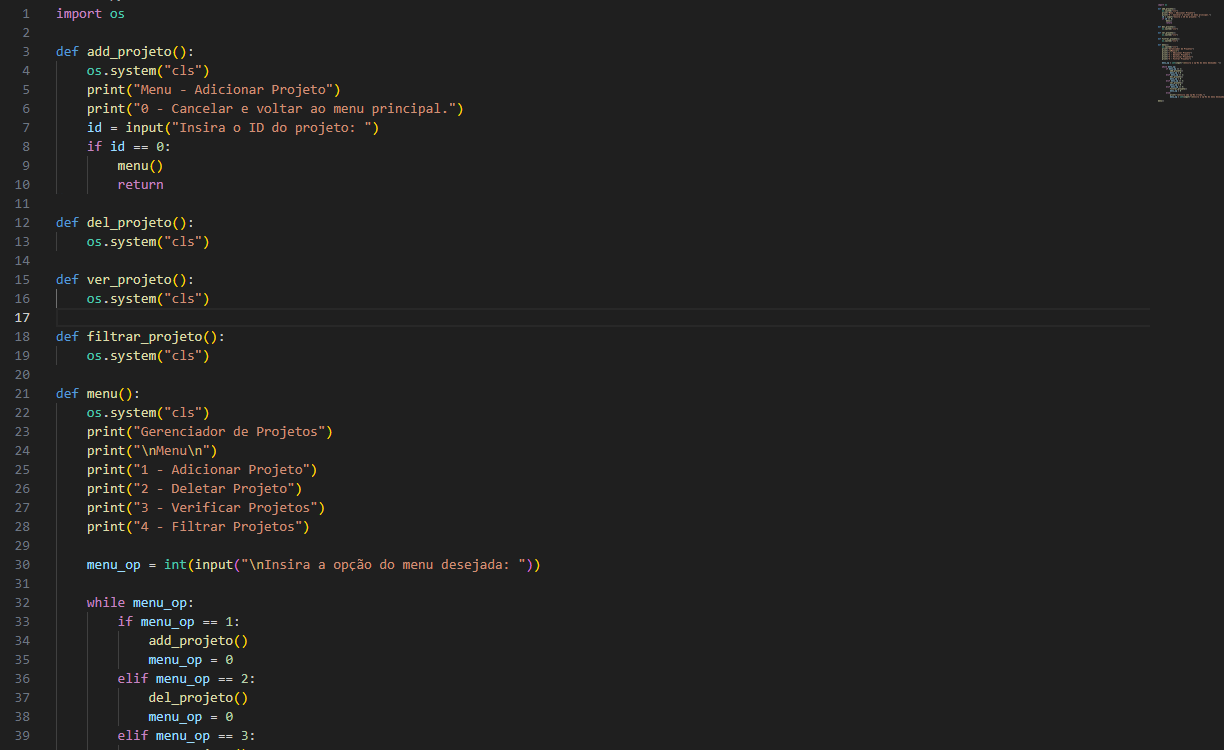 1 import os
2
3 def add_projeto():
4     os.system("cls")
5     print("Menu - Adicionar Projeto")
6     print("0 - Cancelar e voltar ao menu principal.")
7     id = input("Insira o ID do projeto: ")
8     if id == 0:
9         menu()
10         return
11
12 def del_projeto():
13     os.system("cls")
14
15 def ver_projeto():
16     os.system("cls")
17
18 def filtrar_projeto():
19     os.system("cls")
20
21 def menu():
22     os.system("cls")
23     print("Gerenciador de Projetos")
24     print("\nMenu\n")
25     print("1 - Adicionar Projeto")
26     print("2 - Deletar Projeto")
27     print("3 - Verificar Projetos")
28     print("4 - Filtrar Projetos")
29
30     menu_op = int(input("\nInsira a opção do menu desejada: "))
31
32     while menu_op:
33         if menu_op == 1:
34             add_projeto()
35             menu_op = 0
36         elif menu_op == 2:
37             del_projeto()
38             menu_op = 0
39         elif menu_op == 3: